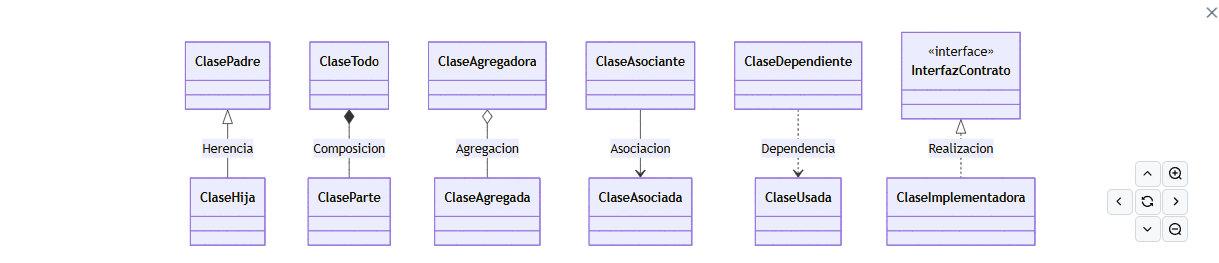 ClasePadre
ClaseTodo
ClaseAgregadora
ClaseAsociante
ClaseDependiente
«interface»
InterfazContrato
Herencia
Composicion
Agregacion
Asociacion
Dependencia
Realizacion
ClaseHija
ClaseParte
ClaseAgregada
ClaseAsociada
ClaseUsada
ClaseImplementadora